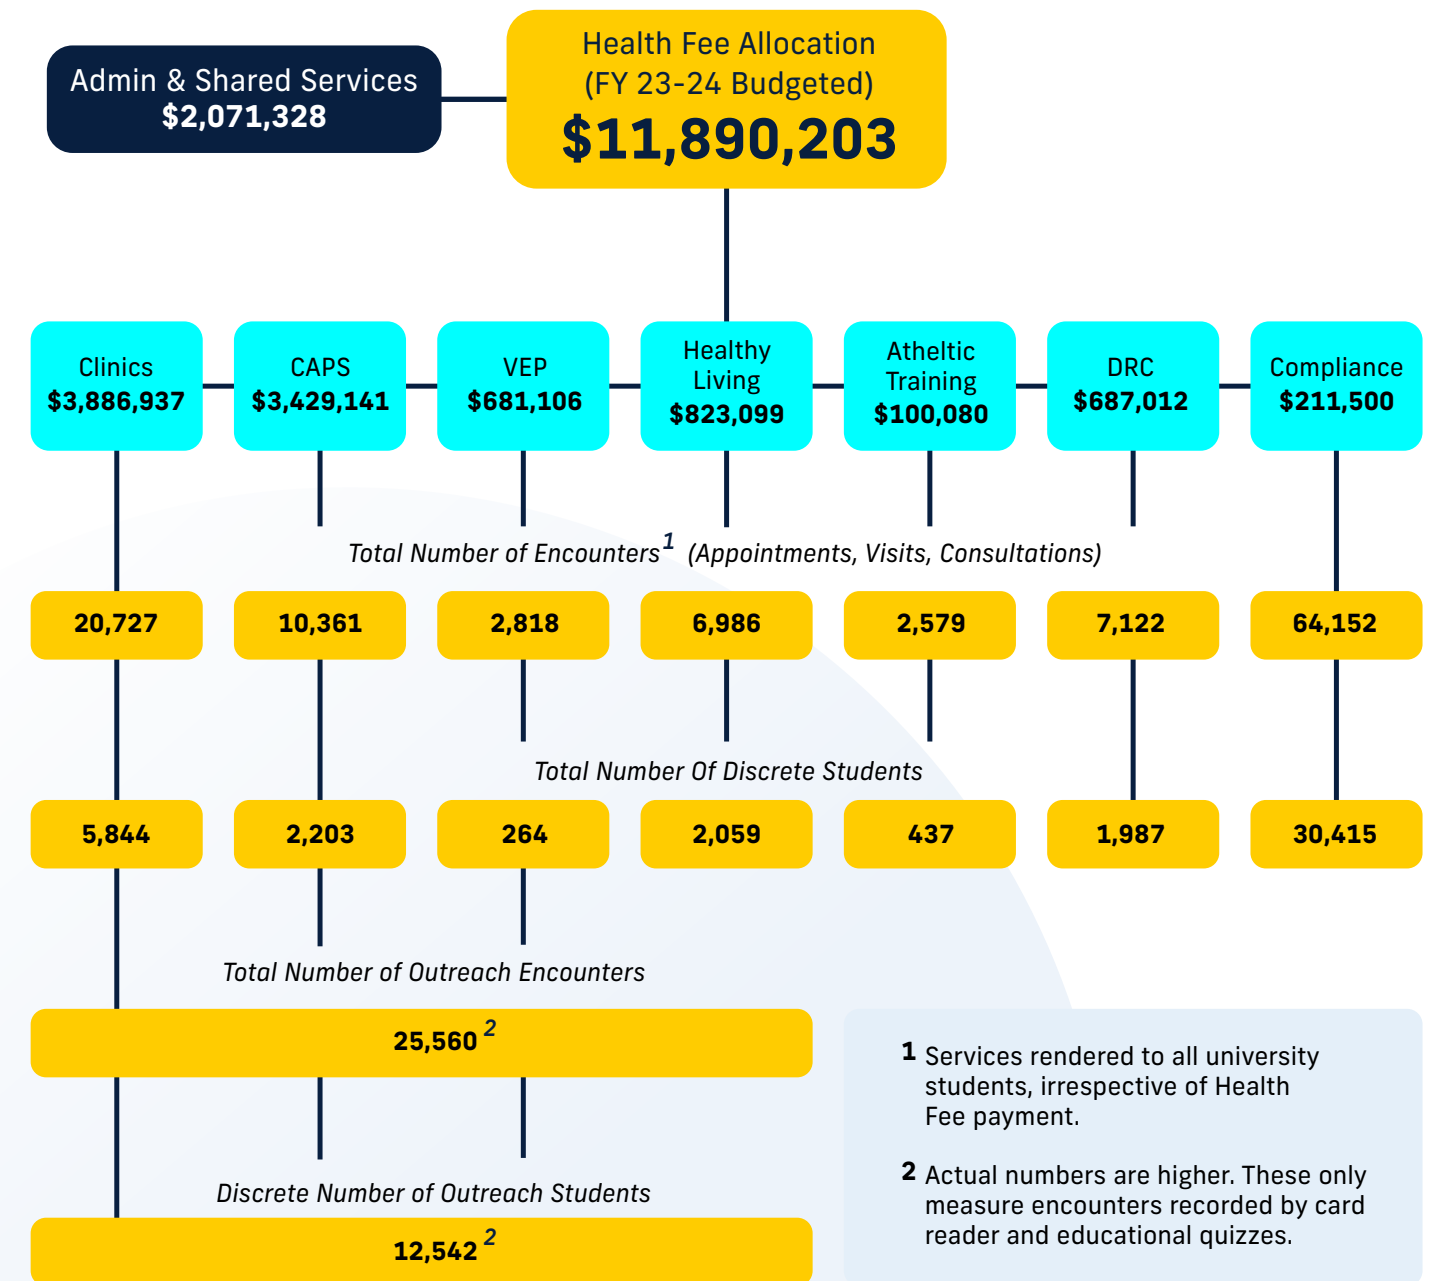 Admin & Shared Services
$2,071,328
Health Fee Allocation
(FY 23-24 Budgeted)
$11,890,203
Clinics
$3,886,937
CAPS
$3,429,141
VEP
$681,106
Healthy
Living
$823,099
Atheltic
Training
$100,080
DRC
$687,012
Compliance
$211,500
Total Number of Encounters1 (Appointments, Visits, Consultations)
20,727
10,361
2,818
6,986
2,579
7,122
64,152
Total Number Of Discrete Students
5,844
2,203
264
2,059
437
1,987
30,415
Total Number of Outreach Encounters
25,560 2
Discrete Number of Outreach Students
12,542 2
1 Services rendered to all university
students, irrespective of Health
Fee payment.
2 Actual numbers are higher. These only
measure encounters recorded by card
reader and educational quizzes.